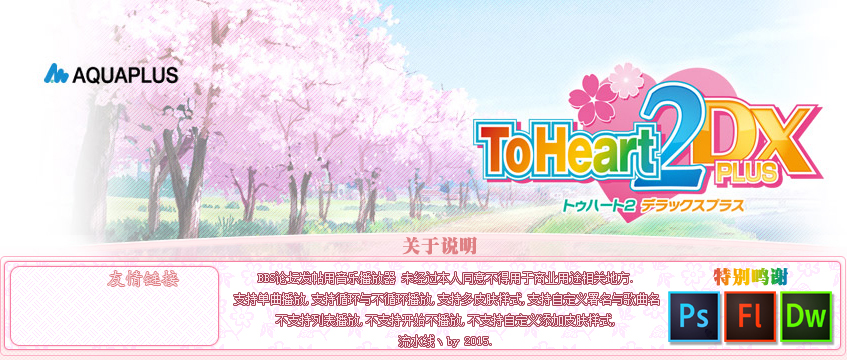 AQUAPLUS
ToHeart2 DX PLUS
トゥハート2 デラックスプラス
关于说明
友情链接
BBS论坛发帖用音乐播放器 未经过本人同意不得用于商业用途相关地方.
支持单曲播放,支持循环与不循环播放,支持多皮肤样式,支持自定义署名与歌曲名
不支持列表播放,不支持开始不播放,不支持自定义添加皮肤样式,
流水线丶by 2015.
特别鸣谢
Ps Fl Dw